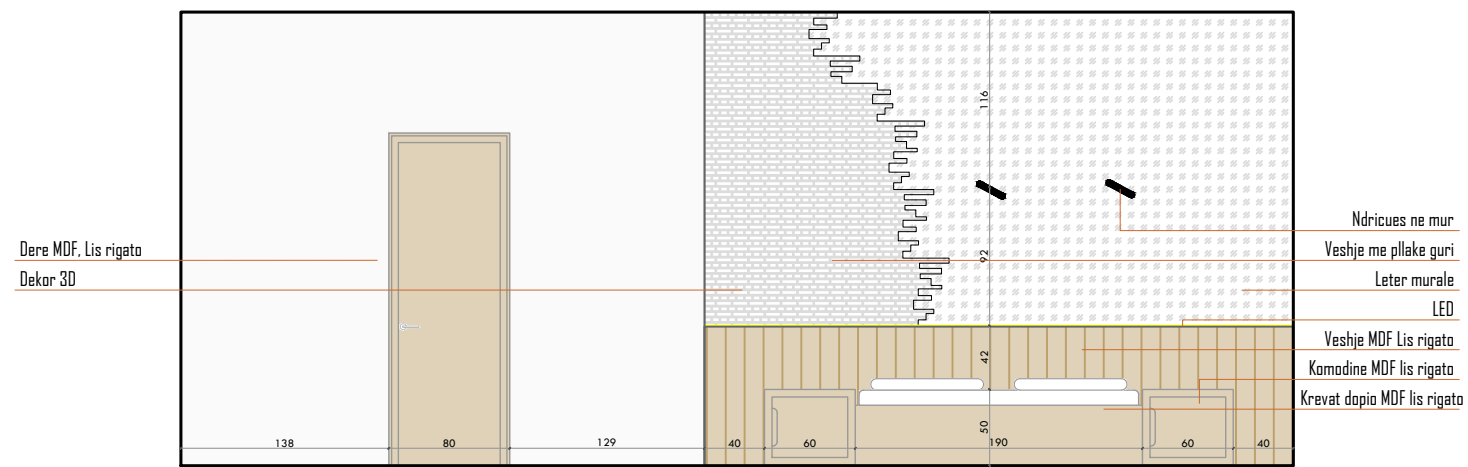 116
Ndricues ne mur
Dere MDF, Lis rigato
Veshje me pllake guri
92
Dekor 3D
Leter murale
LED
Veshje MDF Lis rigato
42
Komodine MDF lis rigato
Krevat dopio MDF lis rigato
50
138 80 129 40 60 190 60 40